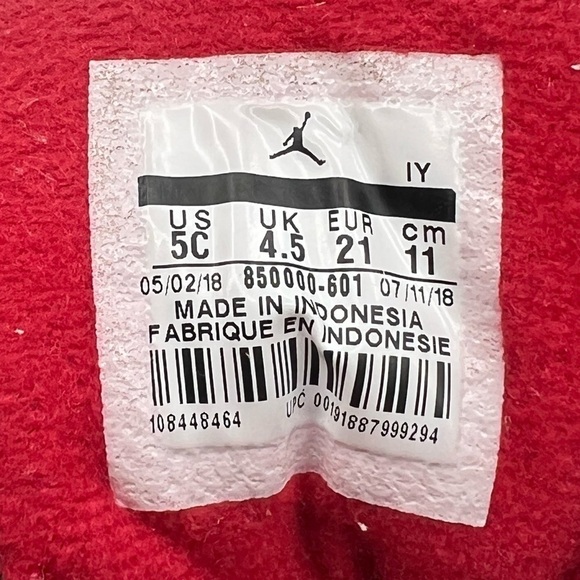 IY
US UK EUR cm
5C 4.5 21 11
05/02/18 850000-601 07/11/18
MADE IN INDONESIA
FABRIQUE EN INDONESIE
108448464 UPC 00191887999294